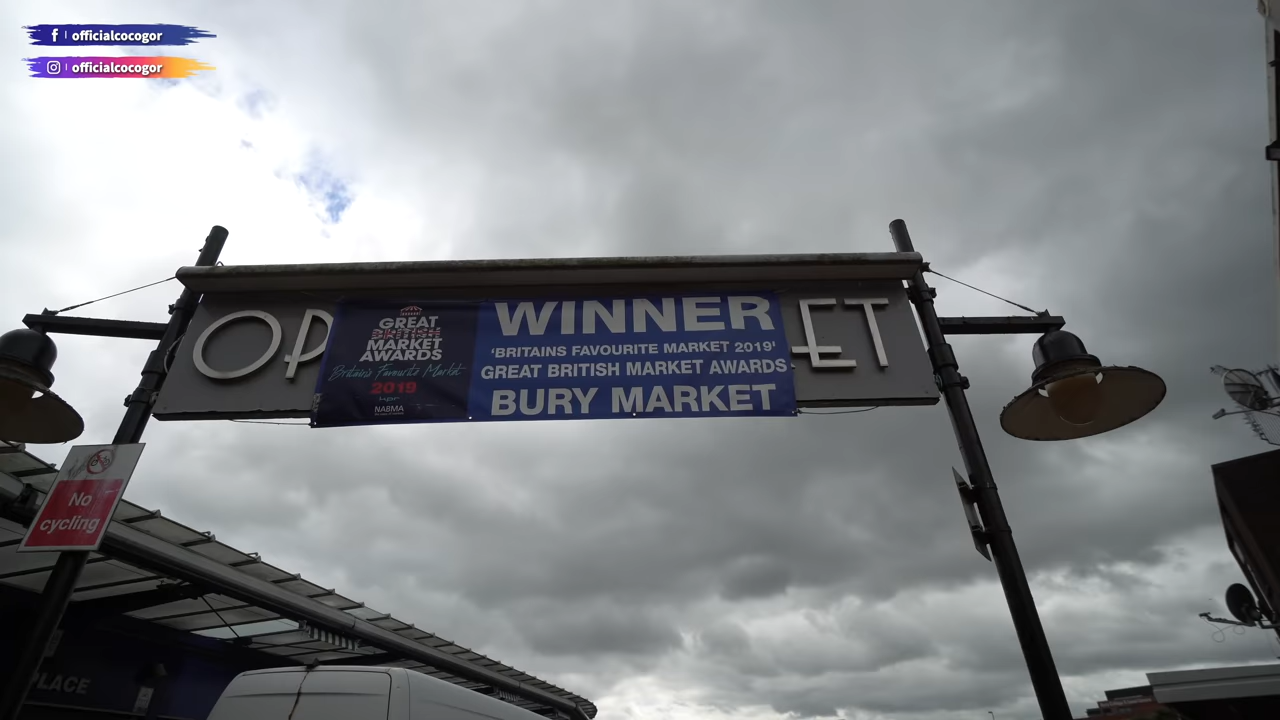 officialcocogor
officialcocogor
OP
ET
GREAT
BRITISH
MARKET
AWARDS
Britain's Favourite Market
2019
NABMA
WINNER
'BRITAINS FAVOURITE MARKET 2019'
GREAT BRITISH MARKET AWARDS
BURY MARKET
No
cycling
PLACE